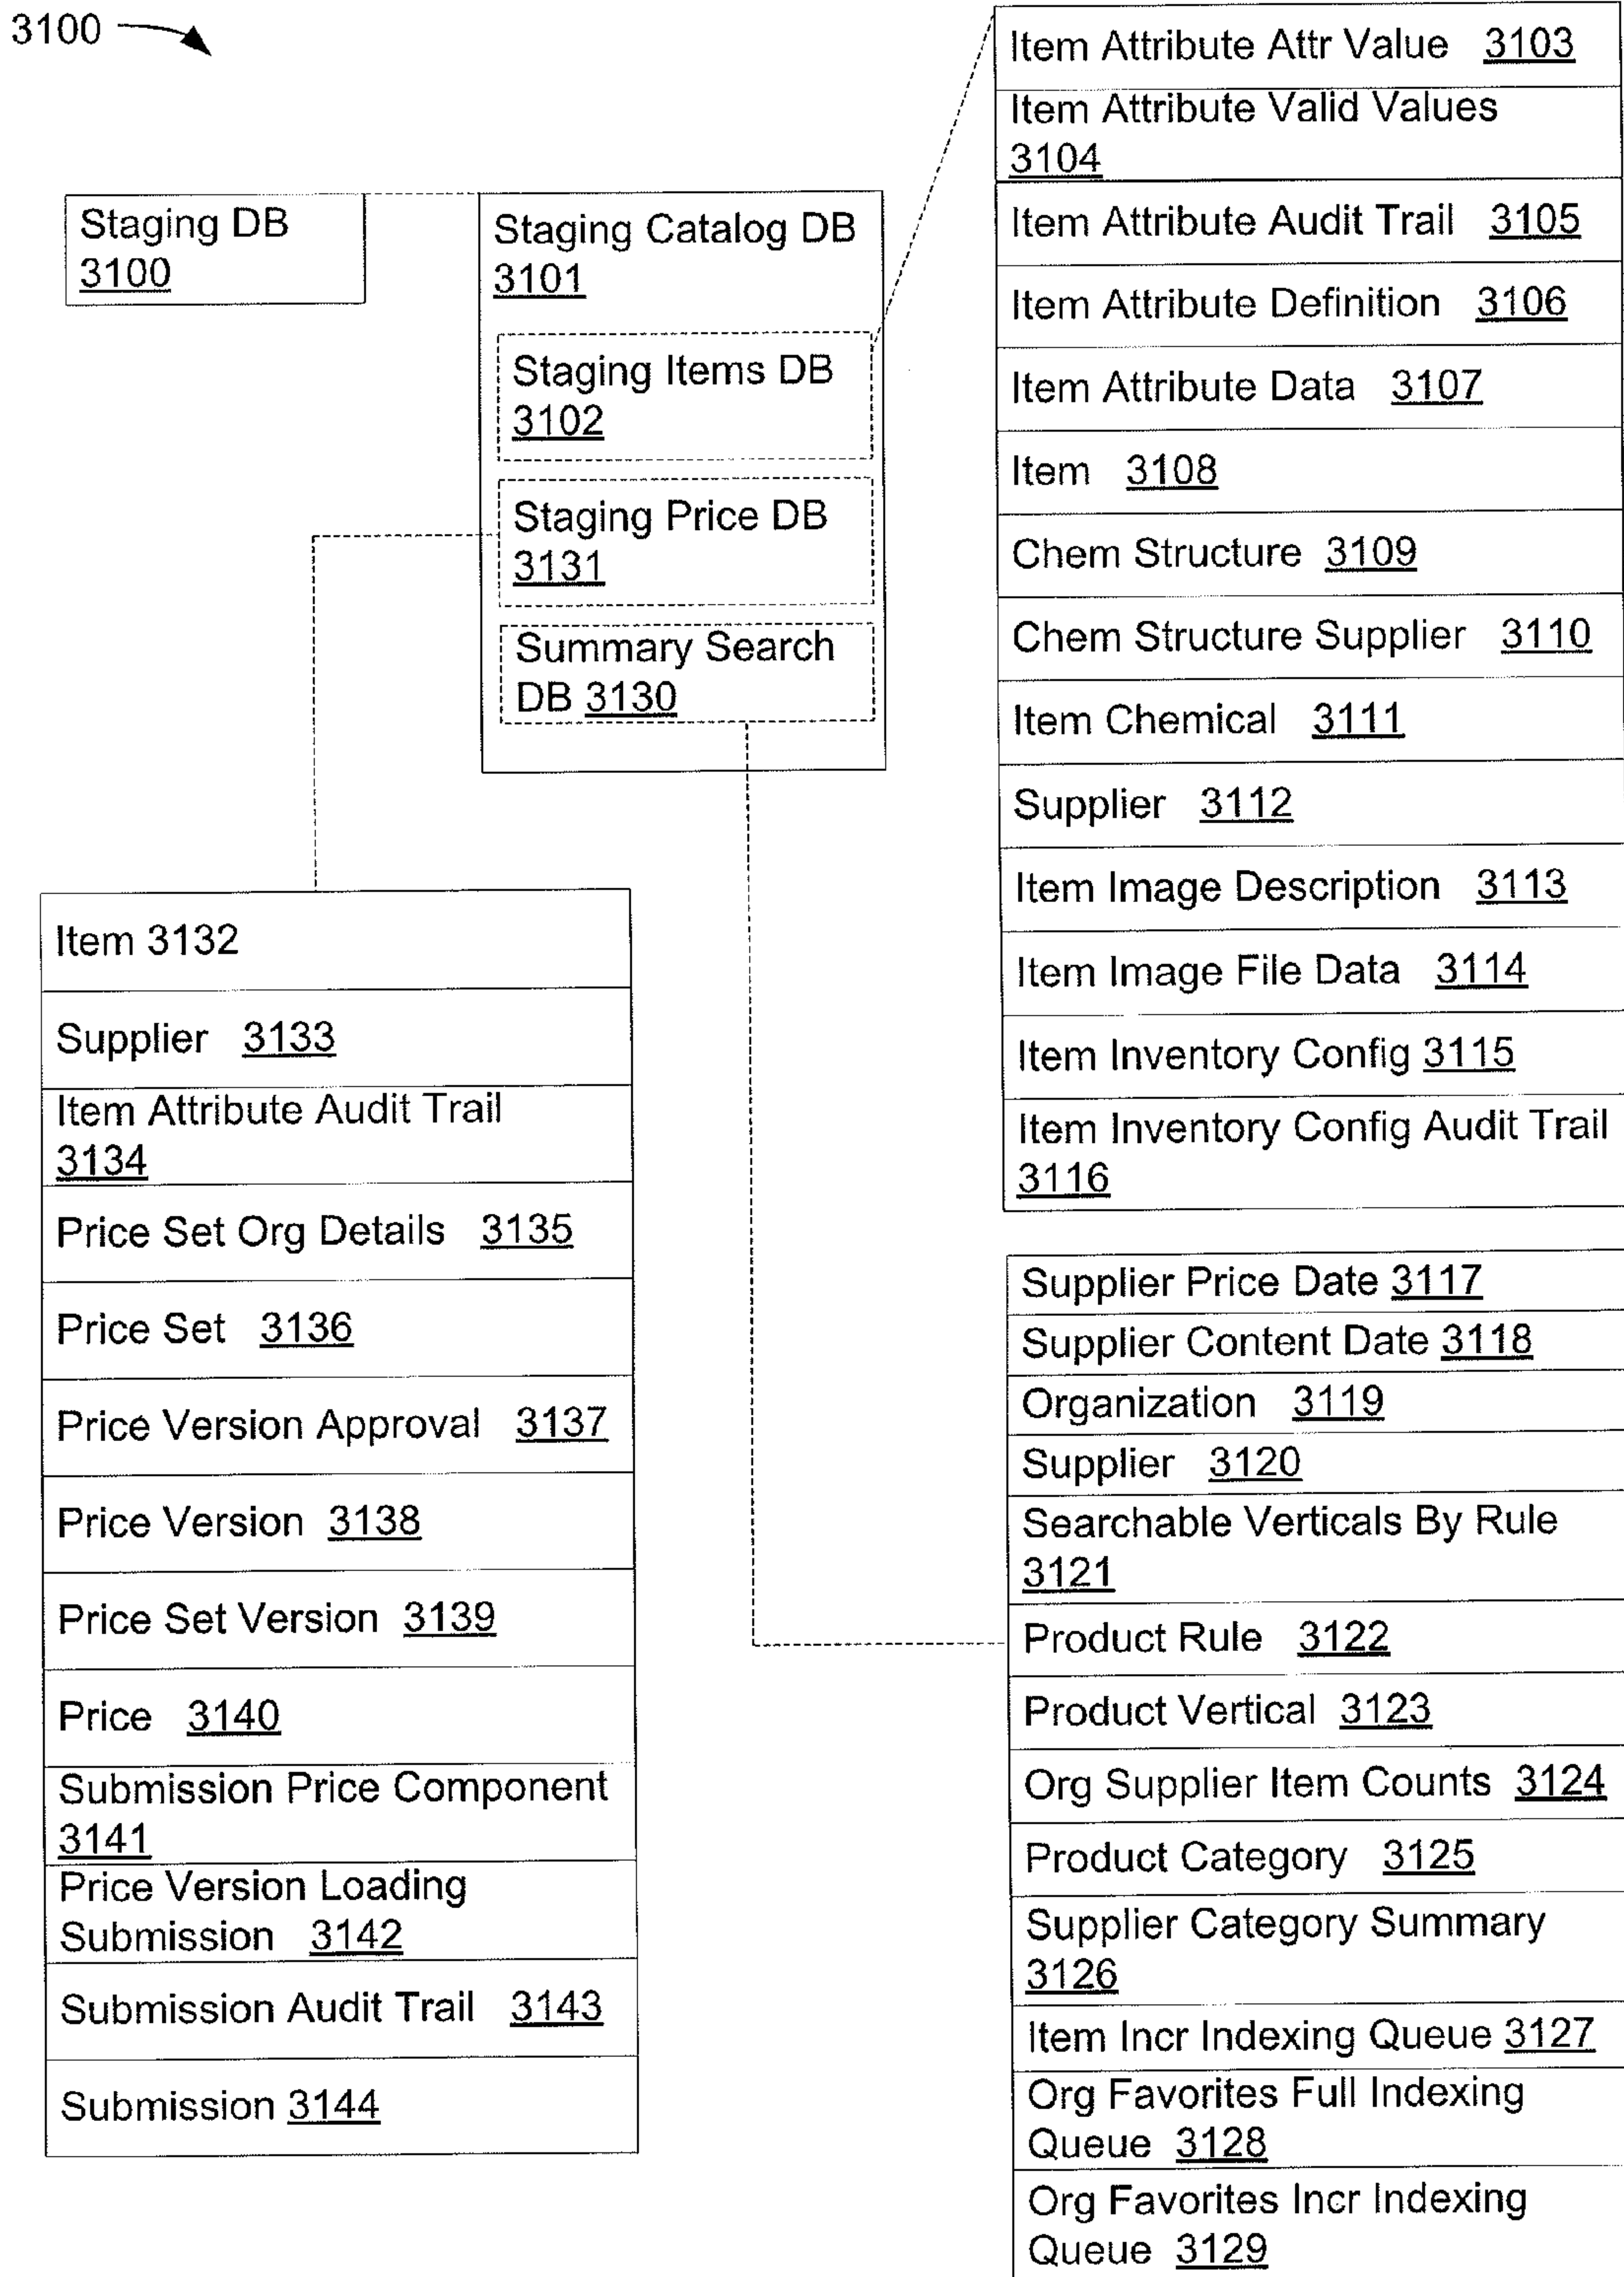 3100
Staging DB
3100
Staging Catalog DB
3101
Staging Items DB
3102
Staging Price DB
3131
Summary Search
DB 3130
Item Attribute Attr Value 3103
Item Attribute Valid Values
3104
Item Attribute Audit Trail 3105
Item Attribute Definition 3106
Item Attribute Data 3107
Item 3108
Chem Structure 3109
Chem Structure Supplier 3110
Item Chemical 3111
Supplier 3112
Item Image Description 3113
Item Image File Data 3114
Item Inventory Config 3115
Item Inventory Config Audit Trail
3116
Item 3132
Supplier 3133
Item Attribute Audit Trail
3134
Price Set Org Details 3135
Price Set 3136
Price Version Approval 3137
Price Version 3138
Price Set Version 3139
Price 3140
Submission Price Component
3141
Price Version Loading
Submission 3142
Submission Audit Trail 3143
Submission 3144
Supplier Price Date 3117
Supplier Content Date 3118
Organization 3119
Supplier 3120
Searchable Verticals By Rule
3121
Product Rule 3122
Product Vertical 3123
Org Supplier Item Counts 3124
Product Category 3125
Supplier Category Summary
3126
Item Incr Indexing Queue 3127
Org Favorites Full Indexing
Queue 3128
Org Favorites Incr Indexing
Queue 3129